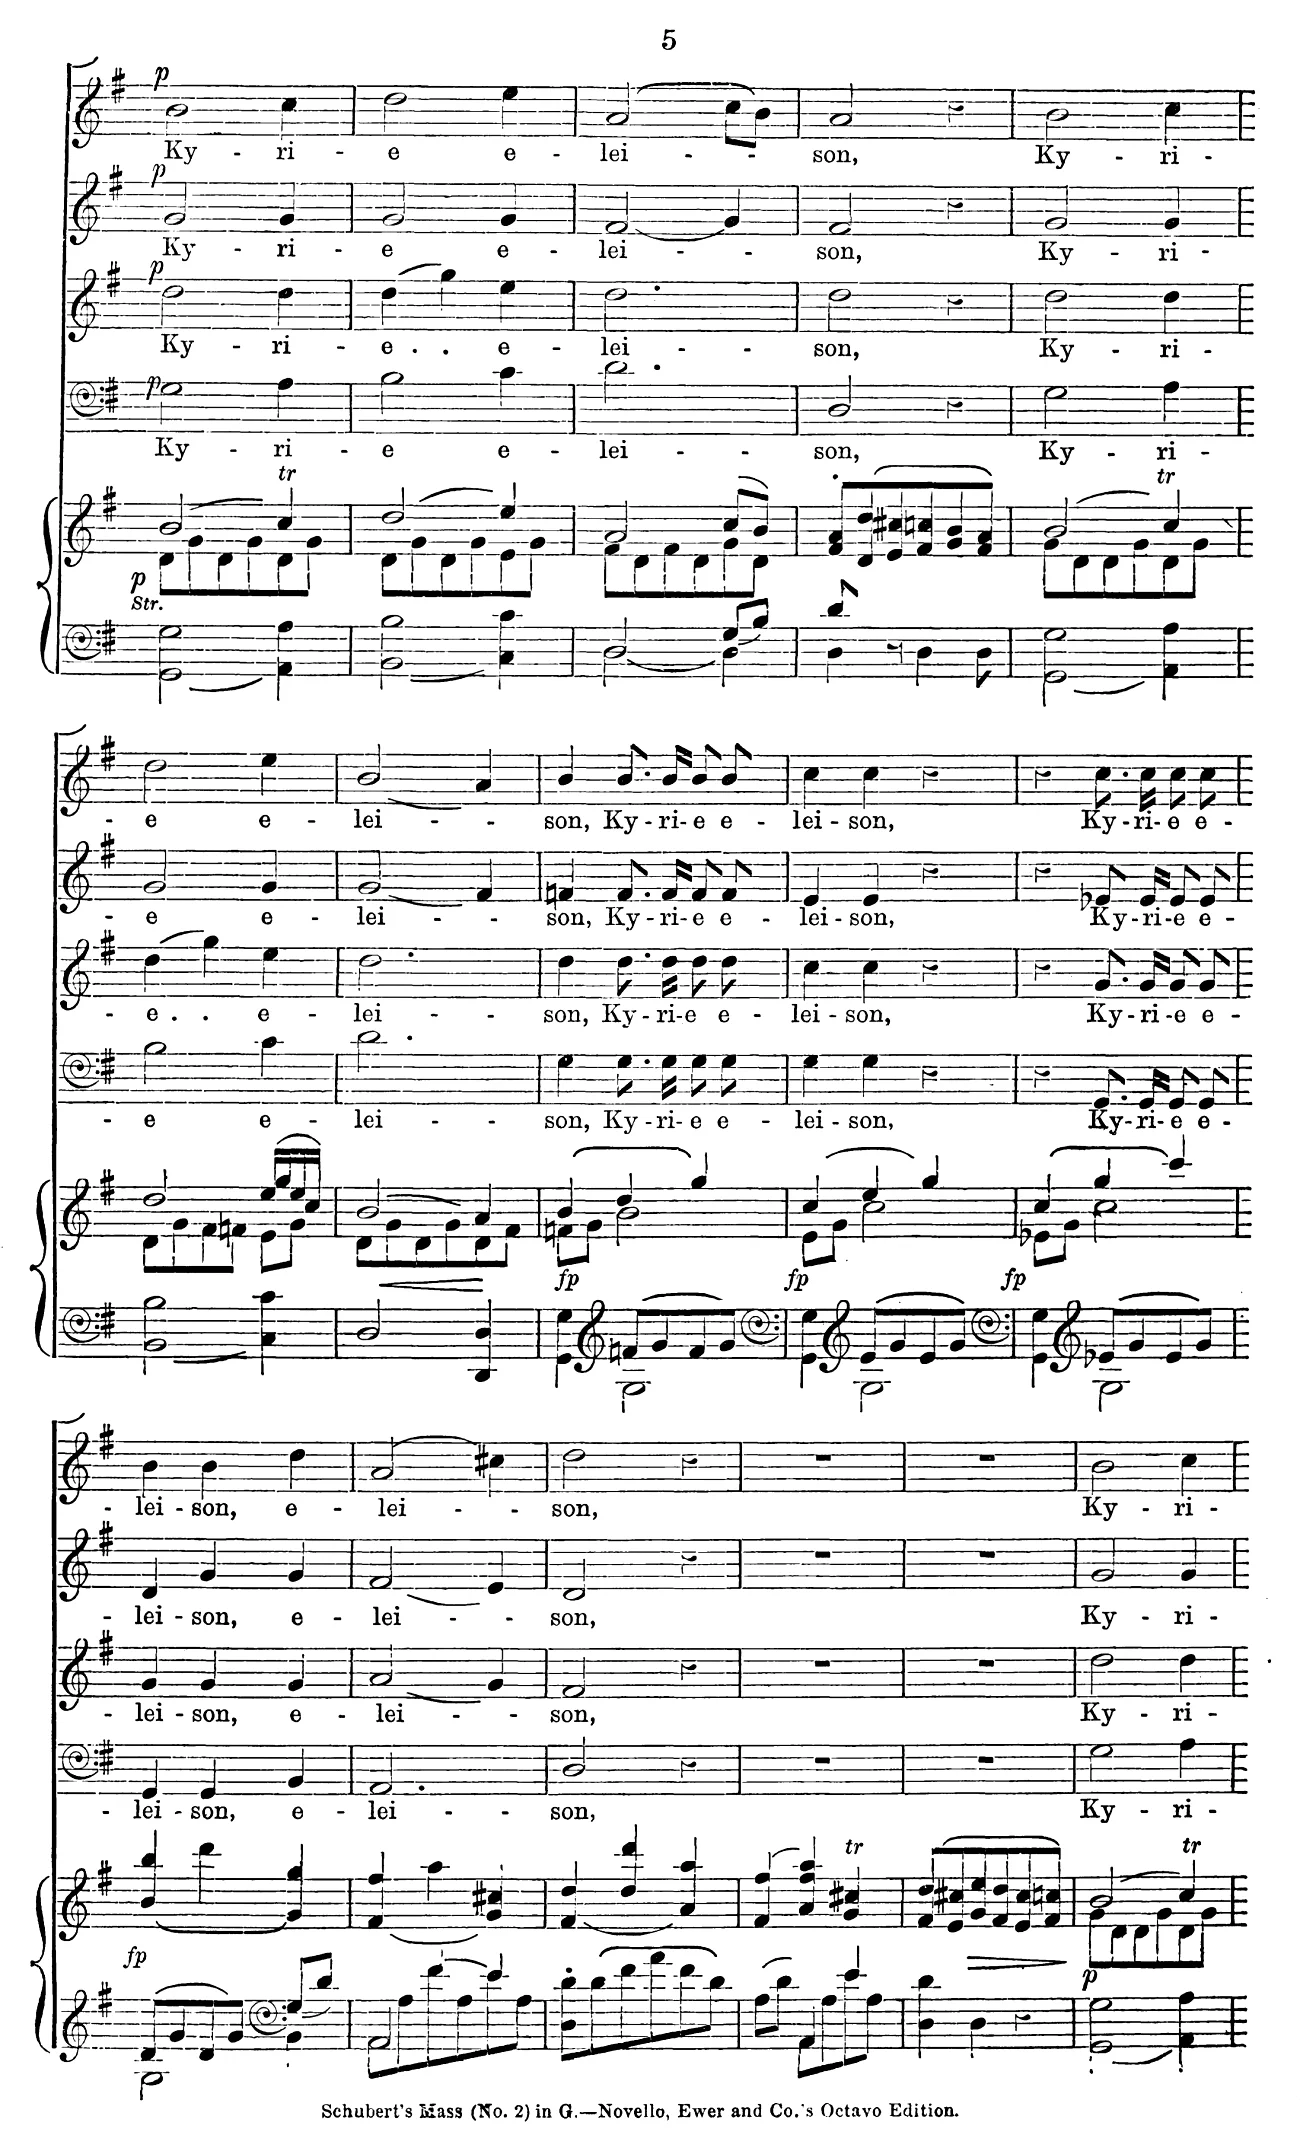 5
p
Ky - ri - e e - lei - - son, Ky - ri -
p
Ky - ri - e e - lei - - son, Ky - ri -
p
Ky - ri - e . . e - lei - - son, Ky - ri -
p
Ky - ri - e e - lei - - son, Ky - ri -
tr tr
p
Str.
- e e - lei - - son, Ky - ri- e e - lei - son, Ky - ri- e e -
- e e - lei - - son, Ky - ri- e e - lei - son, Ky - ri - e e -
- e . . e - lei - - son, Ky - ri- e e - lei - son, Ky - ri - e e -
- e e - lei - - son, Ky - ri- e e - lei - son, Ky - ri- e e -
fp fp fp
- lei - son, e - lei - - son, Ky - ri -
- lei - son, e - lei - - son, Ky - ri -
- lei - son, e - lei - - son, Ky - ri -
- lei - son, e - lei - - son, Ky - ri -
tr tr
fp p
Schubert's Mass (No. 2) in G.—Novello, Ewer and Co.'s Octavo Edition.